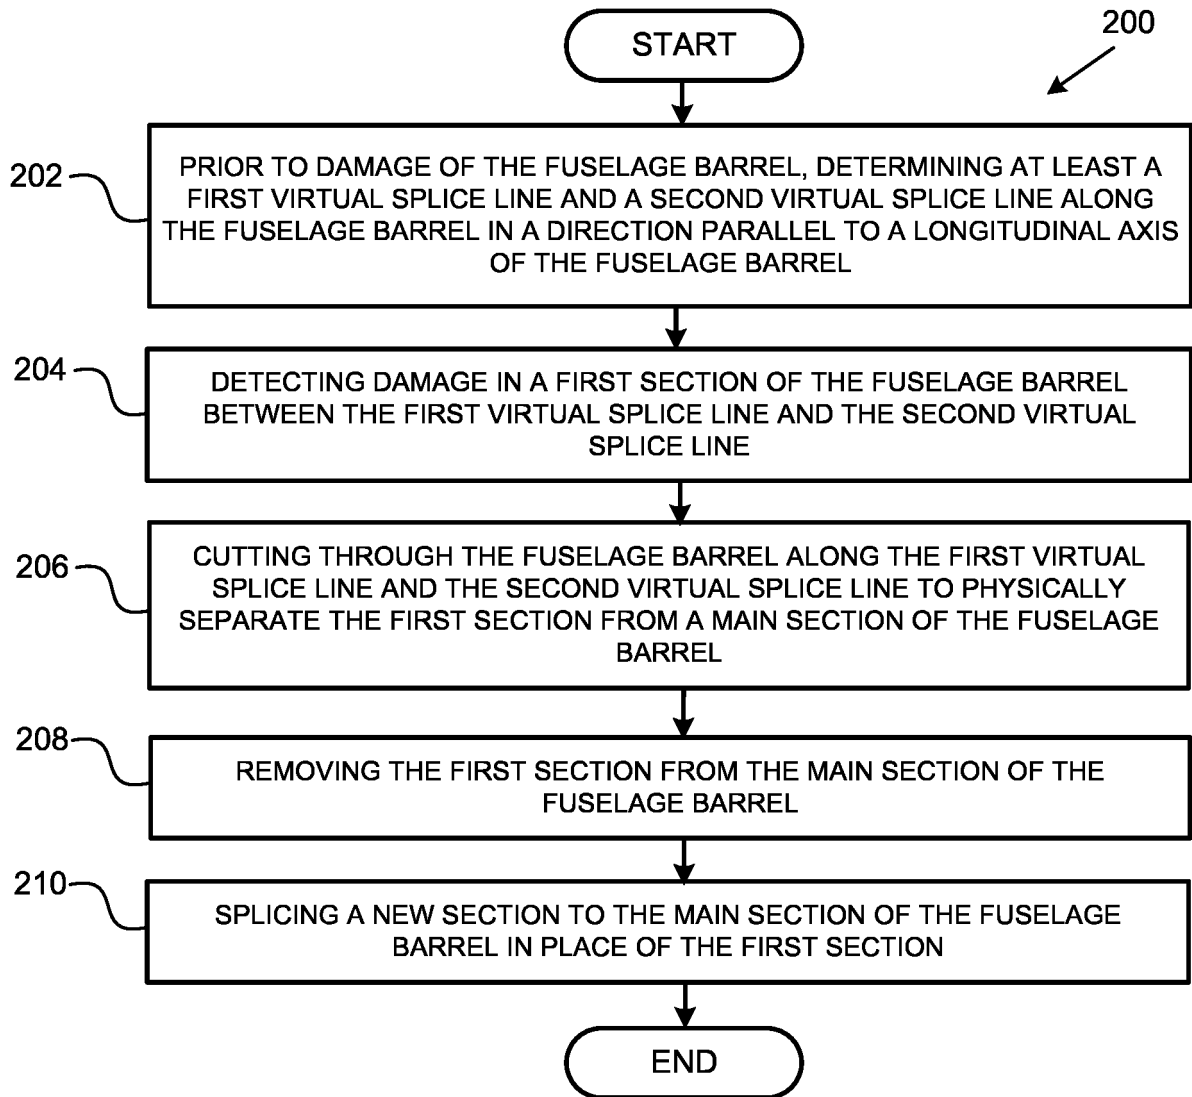 START
200
202
PRIOR TO DAMAGE OF THE FUSELAGE BARREL, DETERMINING AT LEAST A
FIRST VIRTUAL SPLICE LINE AND A SECOND VIRTUAL SPLICE LINE ALONG
THE FUSELAGE BARREL IN A DIRECTION PARALLEL TO A LONGITUDINAL AXIS
OF THE FUSELAGE BARREL
204
DETECTING DAMAGE IN A FIRST SECTION OF THE FUSELAGE BARREL
BETWEEN THE FIRST VIRTUAL SPLICE LINE AND THE SECOND VIRTUAL
SPLICE LINE
206
CUTTING THROUGH THE FUSELAGE BARREL ALONG THE FIRST VIRTUAL
SPLICE LINE AND THE SECOND VIRTUAL SPLICE LINE TO PHYSICALLY
SEPARATE THE FIRST SECTION FROM A MAIN SECTION OF THE FUSELAGE
BARREL
208
REMOVING THE FIRST SECTION FROM THE MAIN SECTION OF THE
FUSELAGE BARREL
210
SPLICING A NEW SECTION TO THE MAIN SECTION OF THE FUSELAGE
BARREL IN PLACE OF THE FIRST SECTION
END